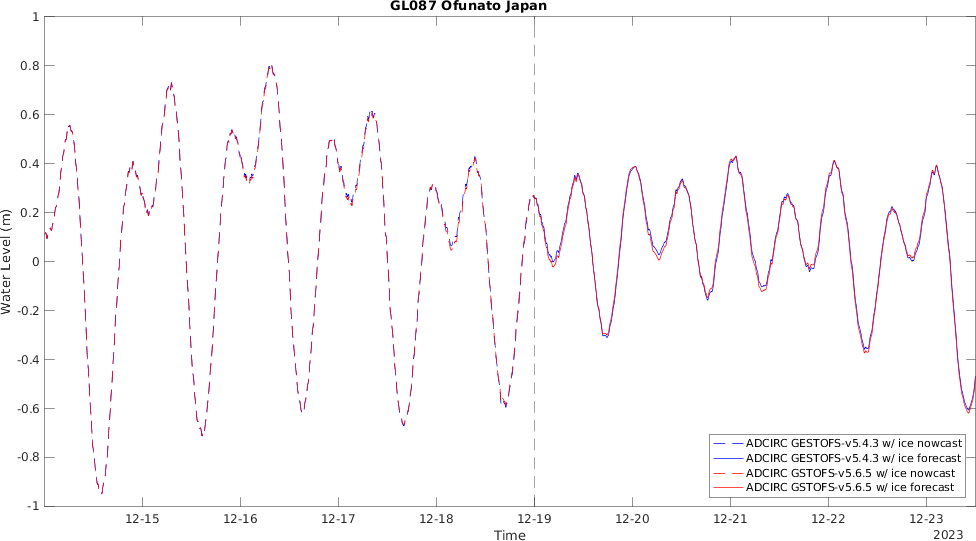 GL087 Ofunato Japan
1
0.8
0.6
0.4
0.2
0
-0.2
-0.4
-0.6
-0.8
-1
Water Level (m)
12-15 12-16 12-17 12-18 12-19 12-20 12-21 12-22 12-23
Time
2023
ADCIRC GESTOFS-v5.4.3 w/ ice nowcast
ADCIRC GESTOFS-v5.4.3 w/ ice forecast
ADCIRC GSTOFS-v5.6.5 w/ ice nowcast
ADCIRC GSTOFS-v5.6.5 w/ ice forecast